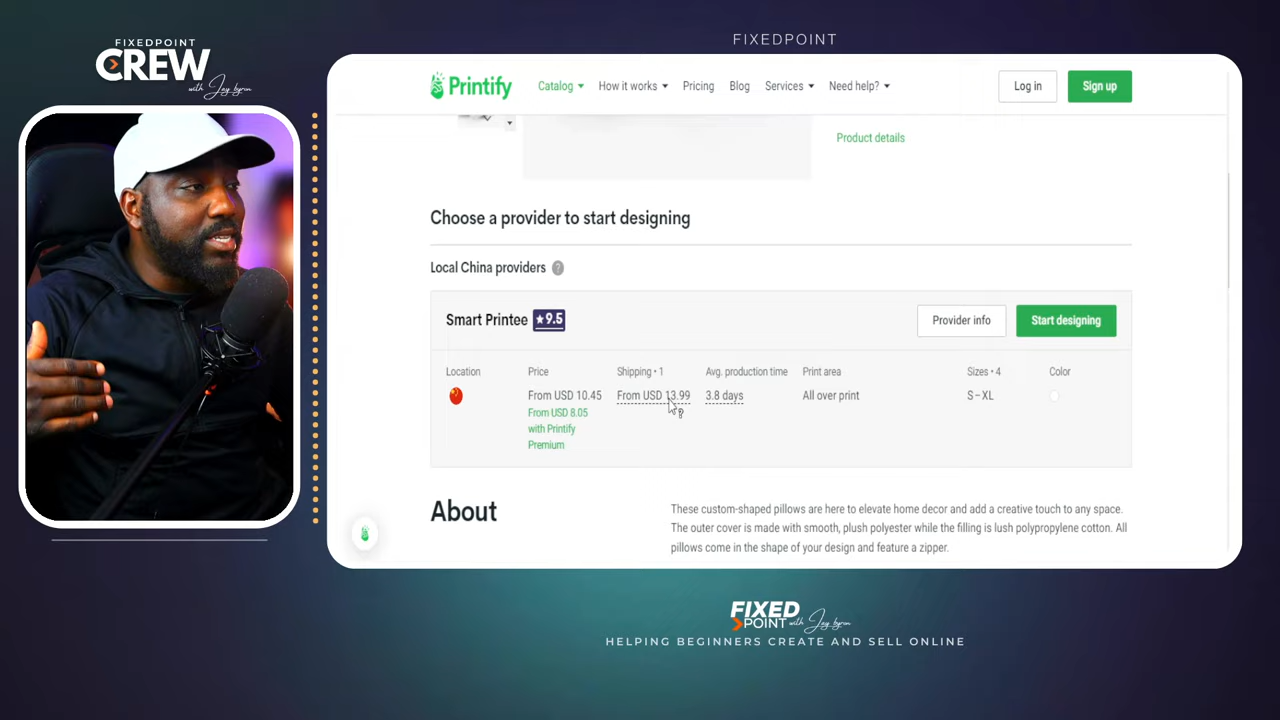 FIXEDPOINT
CREW
with Jay byron
FIXEDPOINT
Printify
Catalog
How it works
Pricing
Blog
Services
Need help?
Log in
Sign up
Product details
Choose a provider to start designing
Local China providers ?
Smart Printee ★9.5
Provider info
Start designing
Location
Price
Shipping • 1
Avg. production time
Print area
Sizes • 4
Color
From USD 10.45
From USD 13.99
3.8 days
All over print
S – XL
From USD 8.05
with Printify
Premium
About
These custom-shaped pillows are here to elevate home decor and add a creative touch to any space.
The outer cover is made with smooth, plush polyester while the filling is lush polypropylene cotton. All
pillows come in the shape of your design and feature a zipper.
FIXED
POINT with Jay byron
HELPING BEGINNERS CREATE AND SELL ONLINE